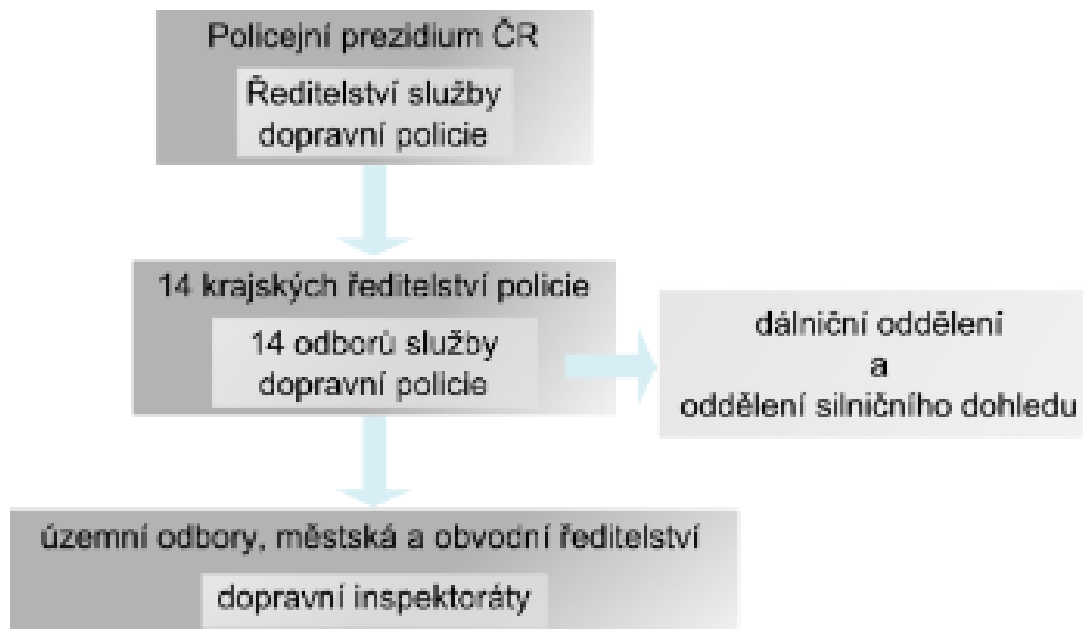 Policejní prezidium ČR
Ředitelství služby
dopravní policie
14 krajských ředitelství policie
14 odborů služby
dopravní policie
dálniční oddělení
a
oddělení silničního dohledu
územní odbory, městská a obvodní ředitelství
dopravní inspektoráty